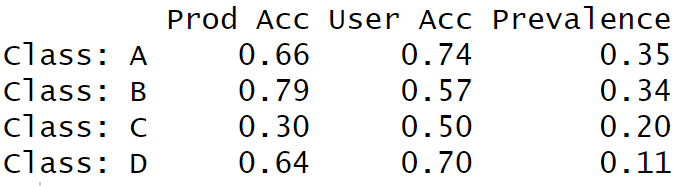 Prod Acc User Acc Prevalence
Class: A 0.66 0.74 0.35
Class: B 0.79 0.57 0.34
Class: C 0.30 0.50 0.20
Class: D 0.64 0.70 0.11